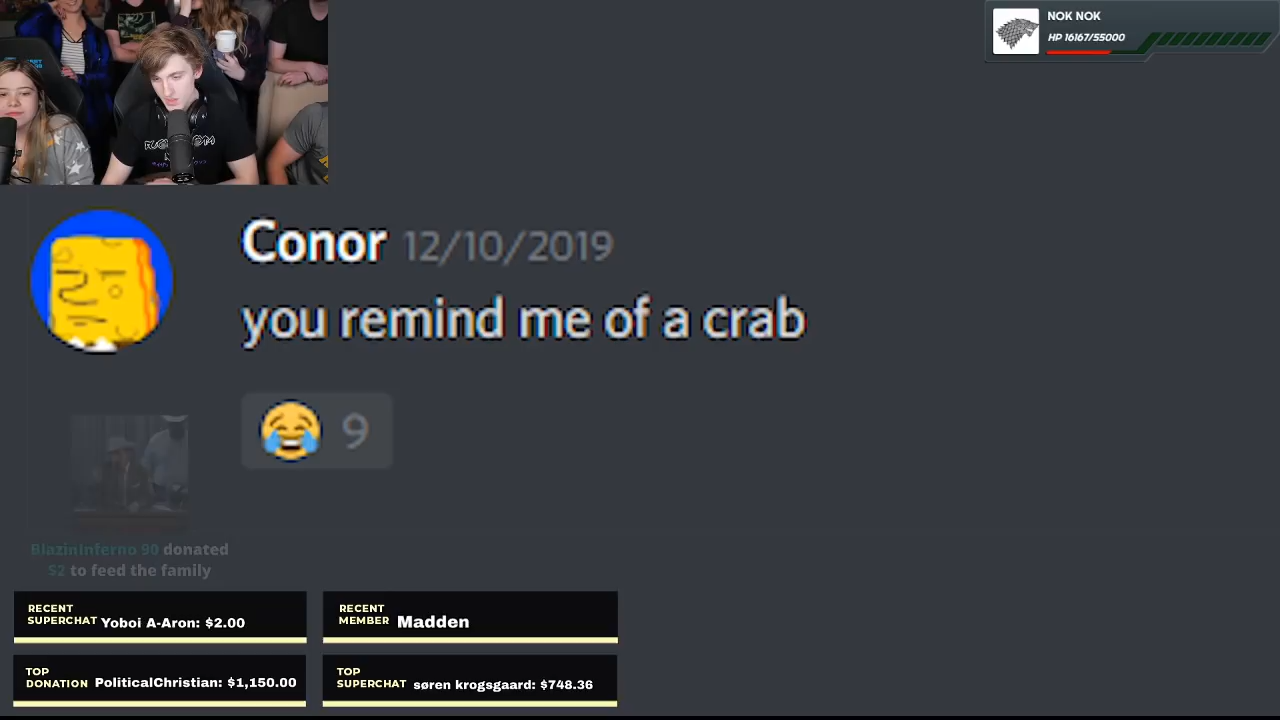 NOK NOK
HP 16167/55000
Conor 12/10/2019
you remind me of a crab
😂 9
BlazinInferno 90 donated
$2 to feed the family
RECENT
SUPERCHAT Yoboi A-Aron: $2.00
RECENT
MEMBER Madden
TOP
DONATION PoliticalChristian: $1,150.00
TOP
SUPERCHAT søren krogsgaard: $748.36